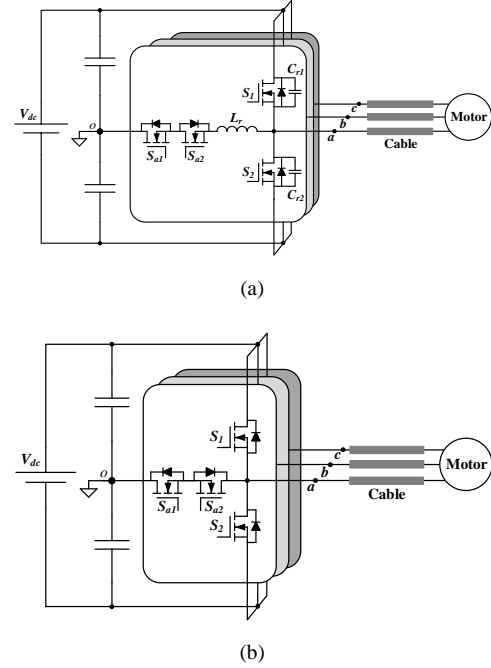 S1
Cr1
Vdc
o
Lr
c
b
a
Motor
Sa1
Sa2
S2
Cable
Cr2
(a)
S1
Vdc
o
c
b
a
Motor
Sa1
Sa2
Cable
S2
(b)